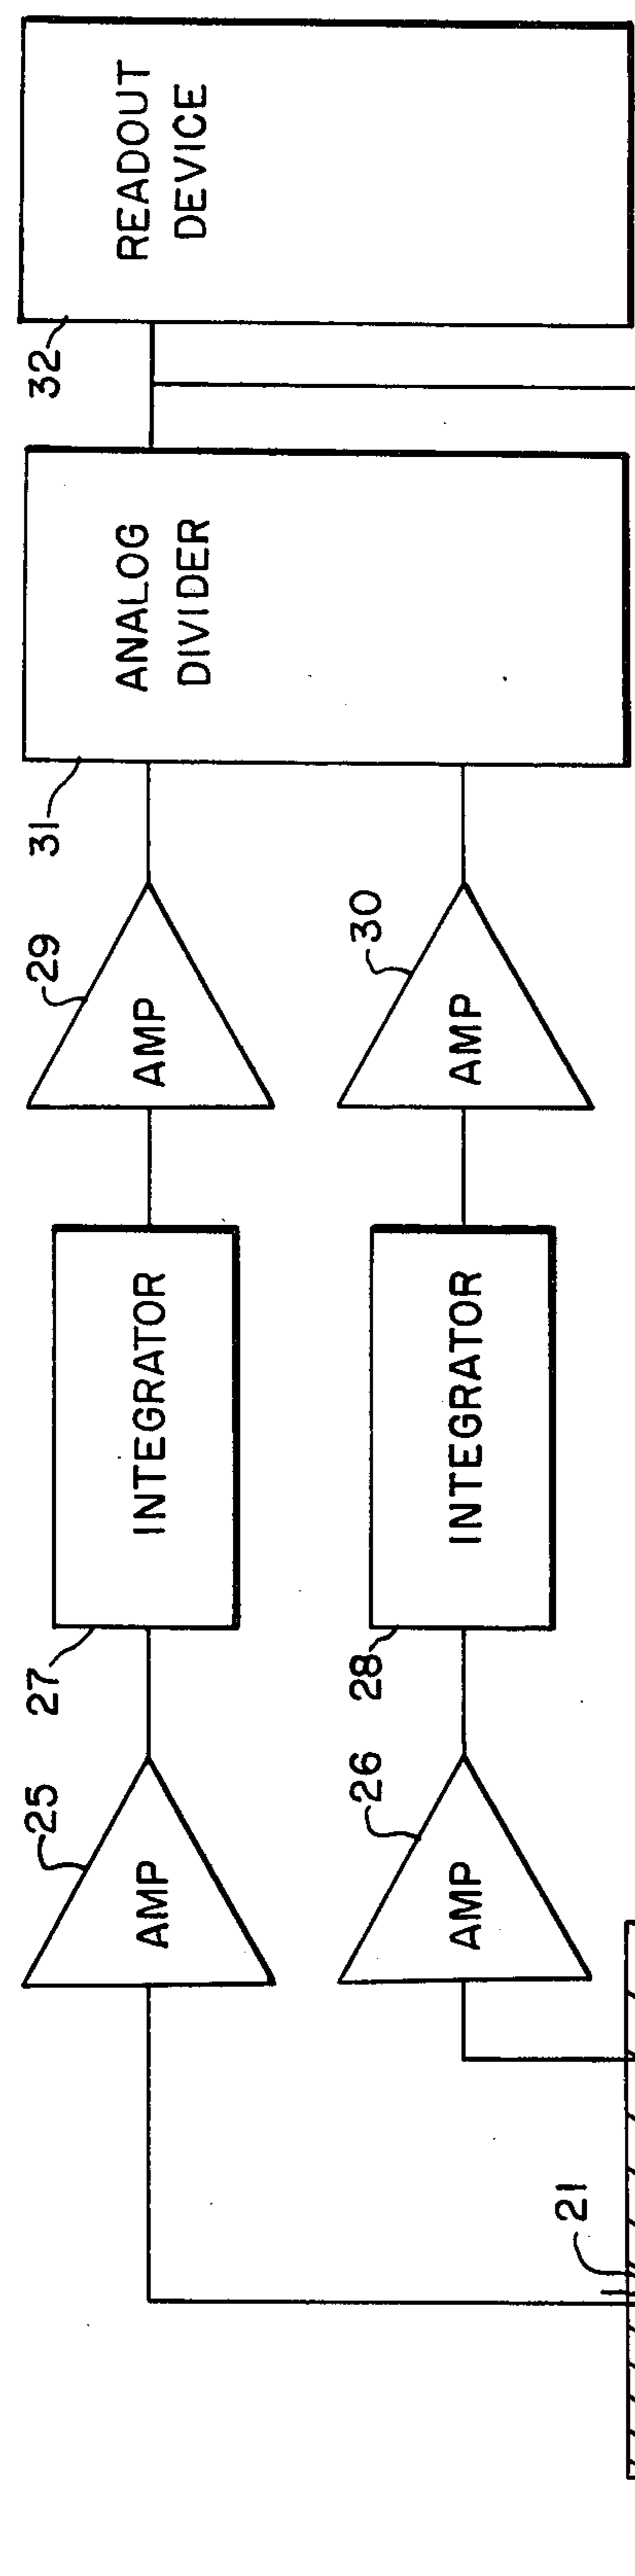 READOUT
DEVICE
32
ANALOG
DIVIDER
31
29
AMP
30
AMP
INTEGRATOR
INTEGRATOR
27
28
25
AMP
26
AMP
21